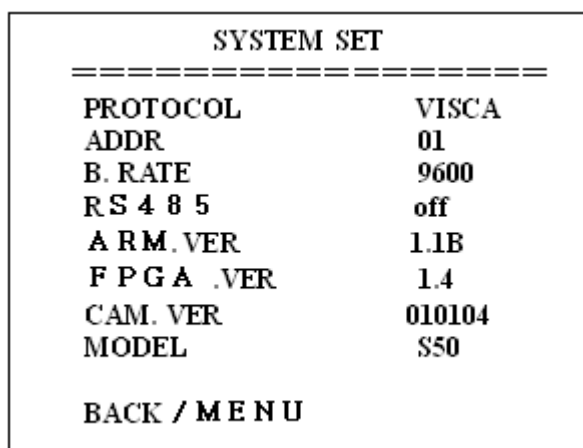 SYSTEM SET
==================
PROTOCOL VISCA
ADDR 01
B. RATE 9600
RS485 off
ARM.VER 1.1B
FPGA .VER 1.4
CAM. VER 010104
MODEL S50
BACK / MENU